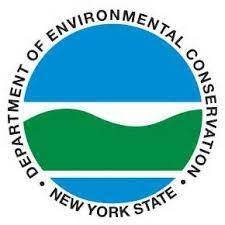 DEPARTMENT OF ENVIRONMENTAL CONSERVATION
• NEW YORK STATE •